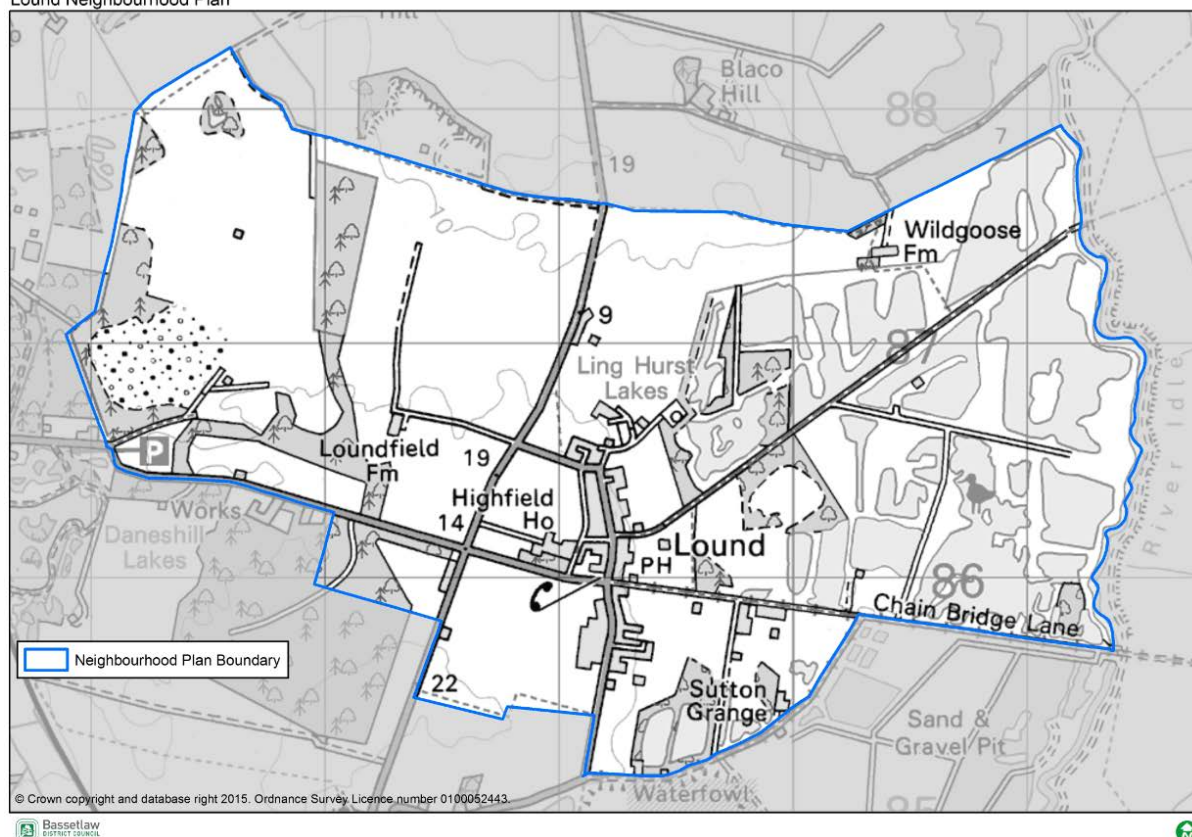 Lound Neighbourhood Plan
Hill
Blaco
Hill
88
7
19
10
Wildgoose
Fm
9
87
Ling Hurst
Lakes
P
Loundfield
Fm
19
Highfield
Ho
14
Works
Daneshill
Lakes
Lound
PH
River Idle
86
Chain Bridge Lane
Neighbourhood Plan Boundary
22
Sutton
Grange
Sand &
Gravel Pit
Waterfowl
85
© Crown copyright and database right 2015. Ordnance Survey Licence number 0100052443.
Bassetlaw
DISTRICT COUNCIL